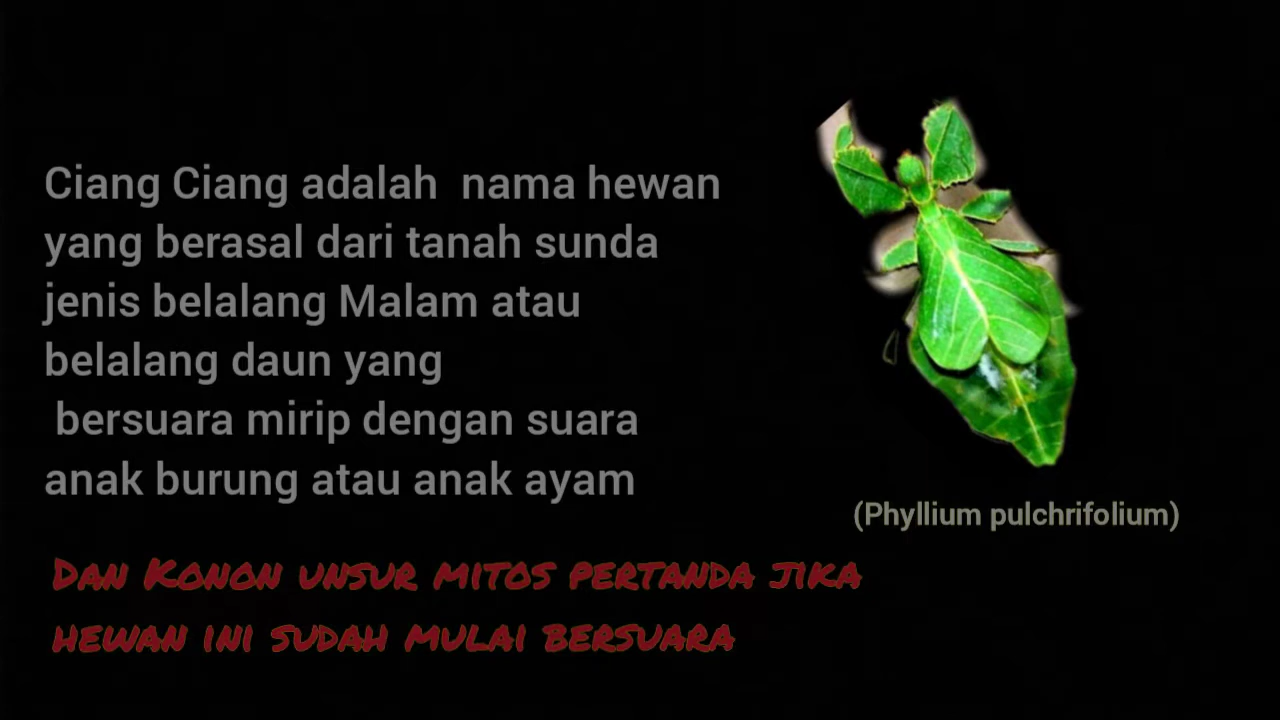 Ciang Ciang adalah  nama hewan
yang berasal dari tanah sunda
jenis belalang Malam atau
belalang daun yang
bersuara mirip dengan suara
anak burung atau anak ayam
(Phyllium pulchrifolium)
Dan Konon unsur mitos pertanda jika
hewan ini sudah mulai bersuara